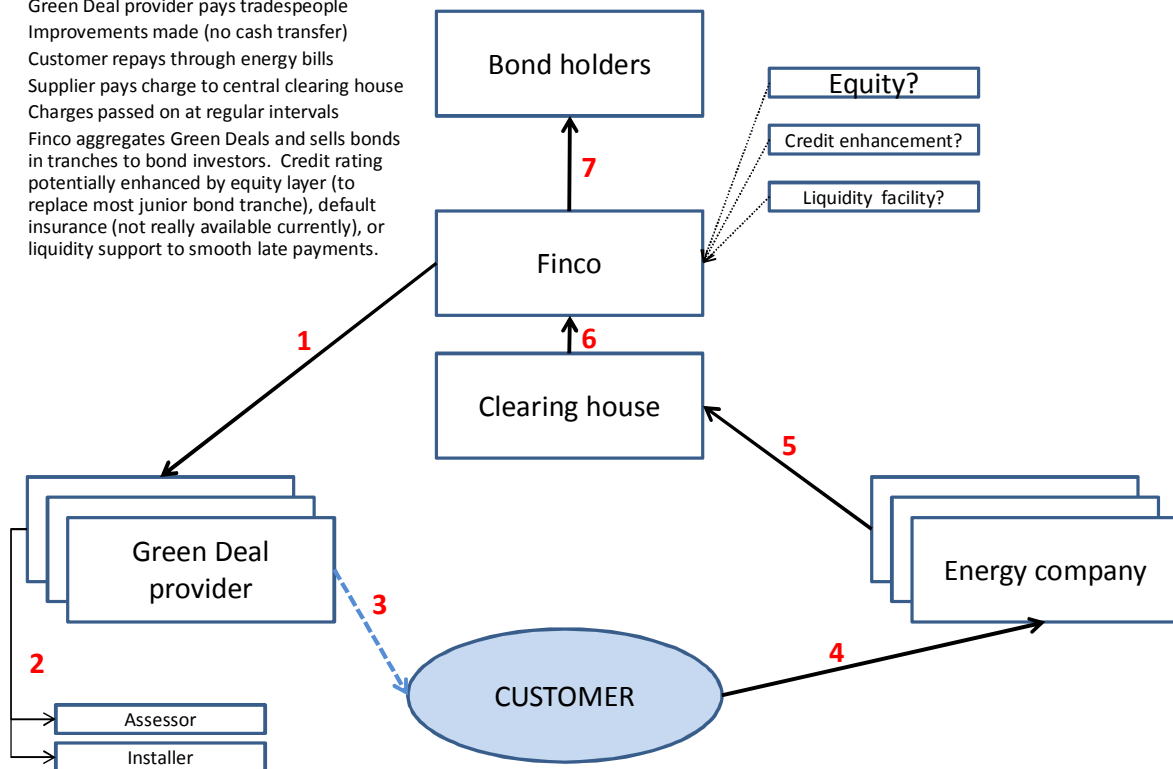 Green Deal provider pays tradespeople
Improvements made (no cash transfer)
Customer repays through energy bills
Supplier pays charge to central clearing house
Charges passed on at regular intervals
Finco aggregates Green Deals and sells bonds
in tranches to bond investors.  Credit rating
potentially enhanced by equity layer (to
replace most junior bond tranche), default
insurance (not really available currently), or
liquidity support to smooth late payments.
Bond holders
Equity?
Credit enhancement?
Liquidity facility?
7
Finco
1
6
Clearing house
5
Green Deal
provider
Energy company
3
2
4
CUSTOMER
Assessor
Installer